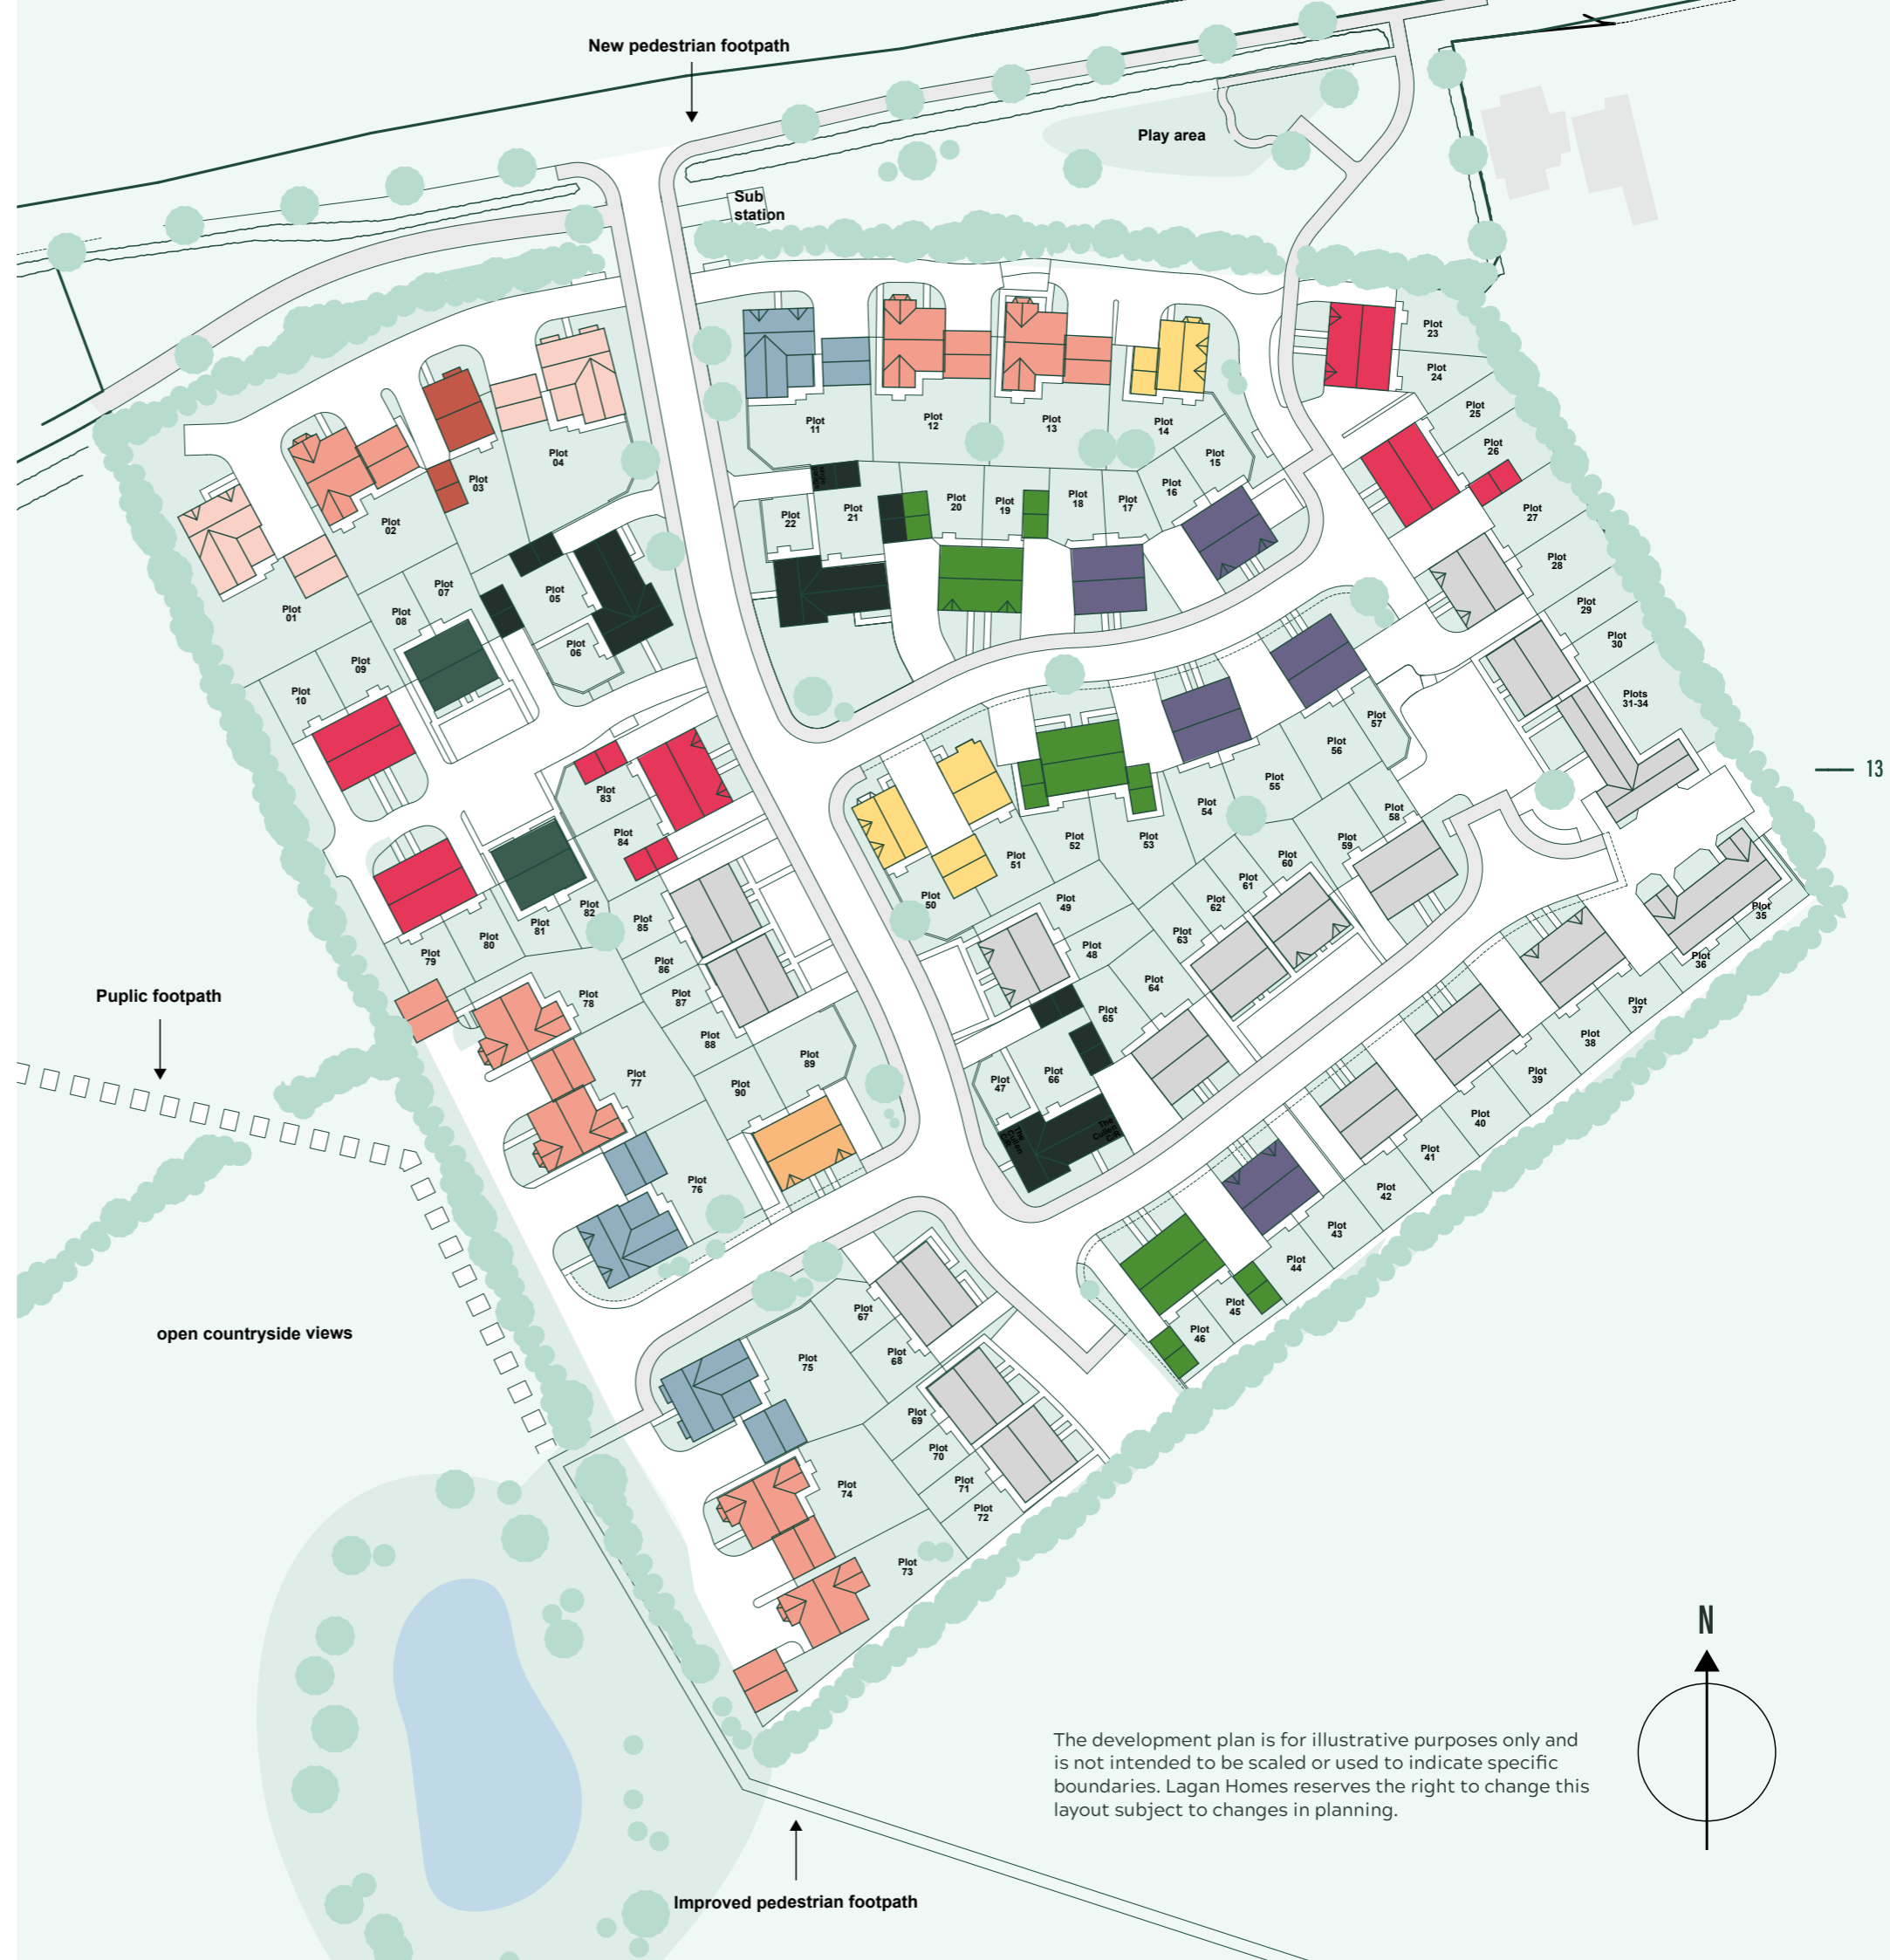 New pedestrian footpath
Play area
Sub
station
Plot
23
Plot
24
Plot
25
Plot
26
Plot
27
Plot
28
Plot
29
Plot
30
Plots
31-34
Plot
11
Plot
12
Plot
13
Plot
14
Plot
15
Plot
16
Plot
17
Plot
18
Plot
19
Plot
20
Plot
21
Plot
22
Plot
04
Plot
03
Plot
02
Plot
01
Plot
05
Plot
06
Plot
07
Plot
08
Plot
09
Plot
10
Plot
57
Plot
56
Plot
55
Plot
54
Plot
53
Plot
52
Plot
51
Plot
50
Plot
49
Plot
48
Plot
58
Plot
59
Plot
60
Plot
61
Plot
62
Plot
63
Plot
64
Plot
65
Plot
66
Plot
47
The
Cullen
The
Cullen
C/R
13
Plot
35
Plot
36
Plot
37
Plot
38
Plot
39
Plot
40
Plot
41
Plot
42
Plot
43
Plot
44
Plot
45
Plot
46
Plot
83
Plot
84
Plot
82
Plot
81
Plot
80
Plot
79
Plot
85
Plot
86
Plot
87
Plot
88
Plot
89
Plot
90
Plot
78
Plot
77
Plot
76
Puplic footpath
open countryside views
Plot
67
Plot
68
Plot
75
Plot
69
Plot
70
Plot
71
Plot
72
Plot
74
Plot
73
N
The development plan is for illustrative purposes only and
is not intended to be scaled or used to indicate specific
boundaries. Lagan Homes reserves the right to change this
layout subject to changes in planning.
Improved pedestrian footpath